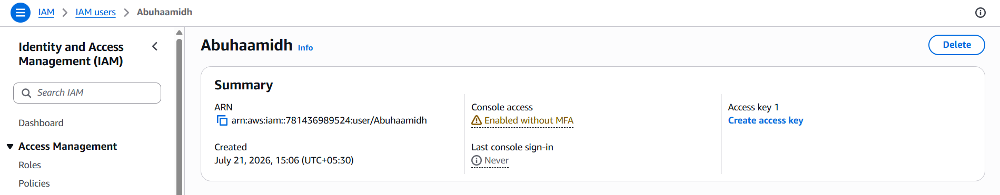 IAM > IAM users > Abuhaamidh
Identity and Access
Management (IAM)
Search IAM
Dashboard
Access Management
Roles
Policies
Abuhaamidh Info
Delete
Summary
ARN
arn:aws:iam::781436989524:user/Abuhaamidh
Created
July 21, 2026, 15:06 (UTC+05:30)
Console access
Enabled without MFA
Last console sign-in
Never
Access key 1
Create access key